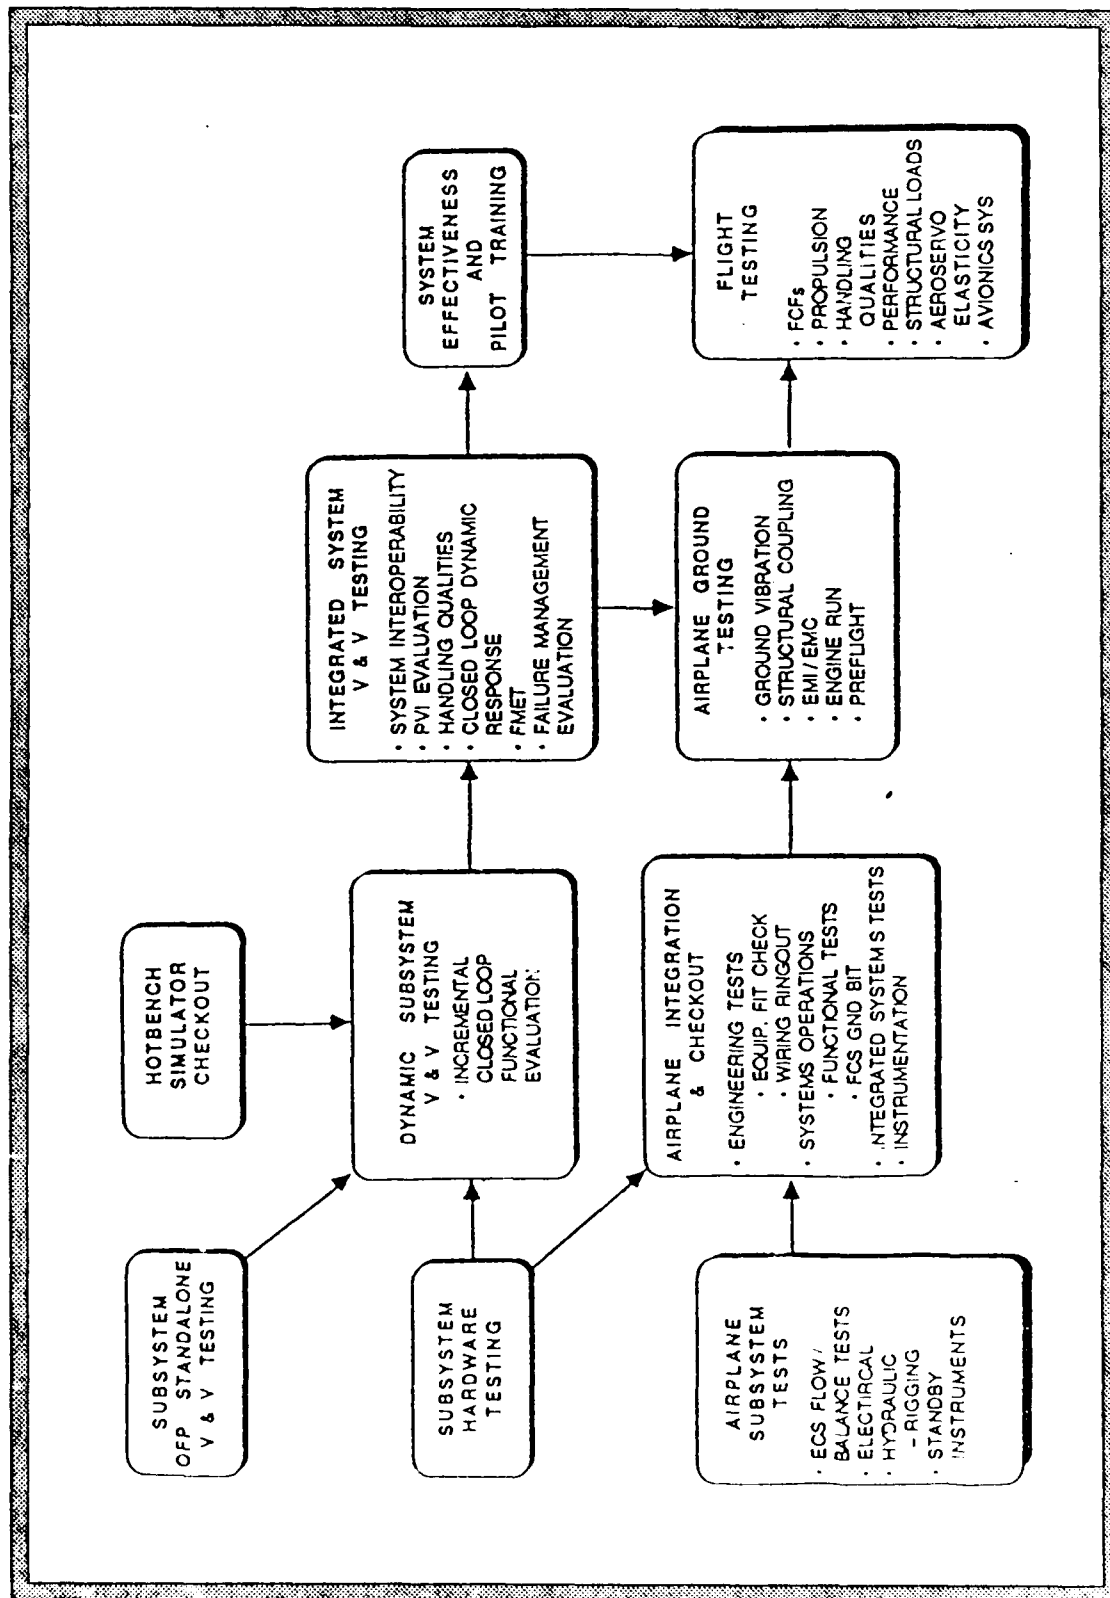 SUBSYSTEM
OFP STANDALONE
V & V TESTING
HOTBENCH
SIMULATOR
CHECKOUT
SUBSYSTEM
HARDWARE
TESTING
DYNAMIC SUBSYSTEM
V & V TESTING
· INCREMENTAL
CLOSED LOOP
FUNCTIONAL
EVALUATION
INTEGRATED SYSTEM
V & V TESTING
· SYSTEM INTEROPERABILITY
· PVI EVALUATION
· HANDLING QUALITIES
· CLOSED LOOP DYNAMIC
RESPONSE
· FMET
· FAILURE MANAGEMENT
EVALUATION
SYSTEM
EFFECTIVENESS
AND
PILOT TRAINING
AIRPLANE
SUBSYSTEM
TESTS
· ECS FLOW/
BALANCE TESTS
· ELECTIRCAL
· HYDRAULIC
- RIGGING
· STANDBY
INSTRUMENTS
AIRPLANE INTEGRATION
& CHECKOUT
· ENGINEERING TESTS
· EQUIP. FIT CHECK
· WIRING RINGOUT
· SYSTEMS OPERATIONS
· FUNCTIONAL TESTS
· FCS GND BIT
· INTEGRATED SYSTEMS TESTS
· INSTRUMENTATION
AIRPLANE GROUND
TESTING
· GROUND VIBRATION
· STRUCTURAL COUPLING
· EMI/EMC
· ENGINE RUN
· PREFLIGHT
FLIGHT
TESTING
· FCFs
· PROPULSION
· HANDLING
QUALITIES
· PERFORMANCE
· STRUCTURAL LOADS
· AEROSERVO
ELASTICITY
· AVIONICS SYS